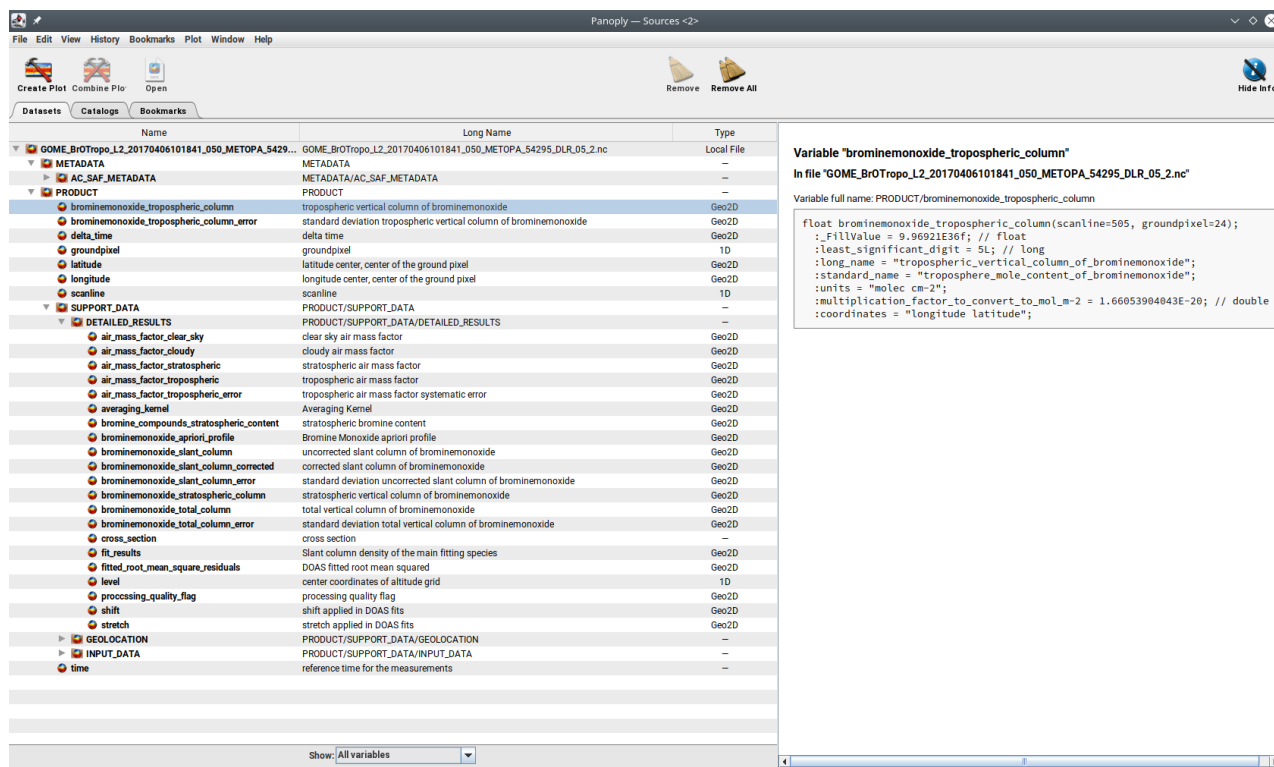 Panoply — Sources <2>
File Edit View History Bookmarks Plot Window Help
Create Plot Combine Plo Open Remove Remove All Hide Info
Datasets Catalogs Bookmarks
Name Long Name Type
GOME_BrOTropo_L2_20170406101841_050_METOPA_5429... GOME_BrOTropo_L2_20170406101841_050_METOPA_54295_DLR_05_2.nc Local File
METADATA METADATA —
AC_SAF_METADATA METADATA/AC_SAF_METADATA —
PRODUCT PRODUCT —
brominemonoxide_tropospheric_column tropospheric vertical column of brominemonoxide Geo2D
brominemonoxide_tropospheric_column_error standard deviation tropospheric vertical column of brominemonoxide Geo2D
delta_time delta time Geo2D
groundpixel groundpixel 1D
latitude latitude center, center of the ground pixel Geo2D
longitude longitude center, center of the ground pixel Geo2D
scanline scanline 1D
SUPPORT_DATA PRODUCT/SUPPORT_DATA —
DETAILED_RESULTS PRODUCT/SUPPORT_DATA/DETAILED_RESULTS —
air_mass_factor_clear_sky clear sky air mass factor Geo2D
air_mass_factor_cloudy cloudy air mass factor Geo2D
air_mass_factor_stratospheric stratospheric air mass factor Geo2D
air_mass_factor_tropospheric tropospheric air mass factor Geo2D
air_mass_factor_tropospheric_error tropospheric air mass factor systematic error Geo2D
averaging_kernel Averaging Kernel Geo2D
bromine_compounds_stratospheric_content stratospheric bromine content Geo2D
brominemonoxide_apriori_profile Bromine Monoxide apriori profile Geo2D
brominemonoxide_slant_column uncorrected slant column of brominemonoxide Geo2D
brominemonoxide_slant_column_corrected corrected slant column of brominemonoxide Geo2D
brominemonoxide_slant_column_error standard deviation uncorrected slant column of brominemonoxide Geo2D
brominemonoxide_stratospheric_column stratospheric vertical column of brominemonoxide Geo2D
brominemonoxide_total_column total vertical column of brominemonoxide Geo2D
brominemonoxide_total_column_error standard deviation total vertical column of brominemonoxide Geo2D
cross_section cross section —
fit_results Slant column density of the main fitting species Geo2D
fitted_root_mean_square_residuals DOAS fitted root mean squared Geo2D
level center coordinates of altitude grid 1D
proccssing_quality_flag processing quality flag Geo2D
shift shift applied in DOAS fits Geo2D
stretch stretch applied in DOAS fits Geo2D
GEOLOCATION PRODUCT/SUPPORT_DATA/GEOLOCATION —
INPUT_DATA PRODUCT/SUPPORT_DATA/INPUT_DATA —
time reference time for the measurements —
Show: All variables
Variable "brominemonoxide_tropospheric_column"
In file "GOME_BrOTropo_L2_20170406101841_050_METOPA_54295_DLR_05_2.nc"
Variable full name: PRODUCT/brominemonoxide_tropospheric_column
float brominemonoxide_tropospheric_column(scanline=505, groundpixel=24);
:_FillValue = 9.96921E36f; // float
:least_significant_digit = 5L; // long
:long_name = "tropospheric_vertical_column_of_brominemonoxide";
:standard_name = "troposphere_mole_content_of_brominemonoxide";
:units = "molec cm-2";
:multiplication_factor_to_convert_to_mol_m-2 = 1.66053904043E-20; // double
:coordinates = "longitude latitude";